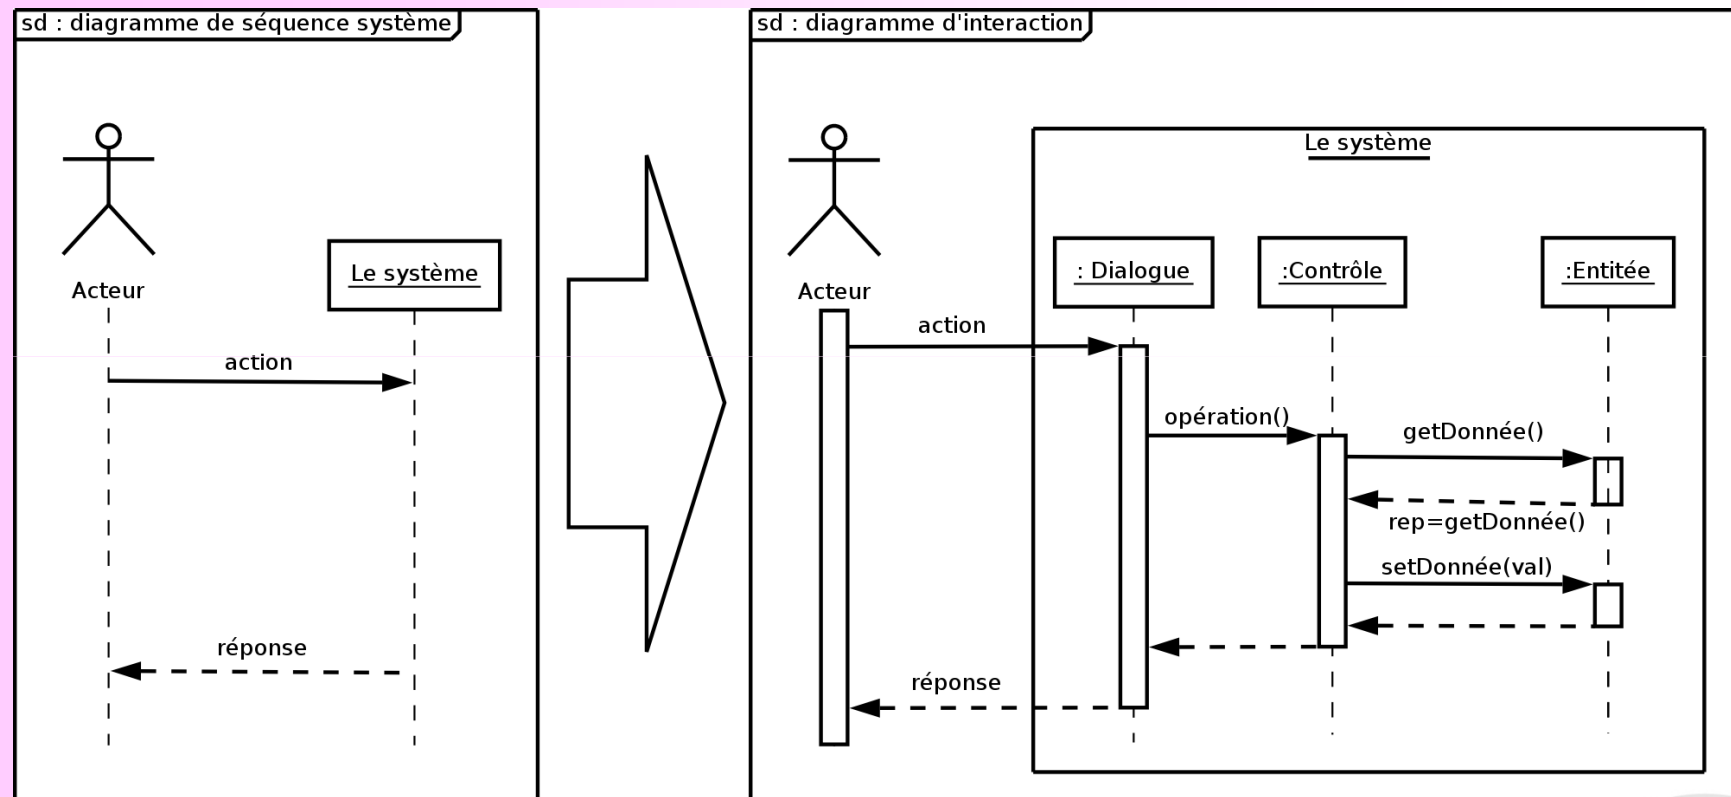 sd : diagramme de séquence système
Acteur
Le système
action
réponse
sd : diagramme d'interaction
Le système
Acteur
: Dialogue
:Contrôle
:Entitée
action
opération()
getDonnée()
rep=getDonnée()
setDonnée(val)
réponse